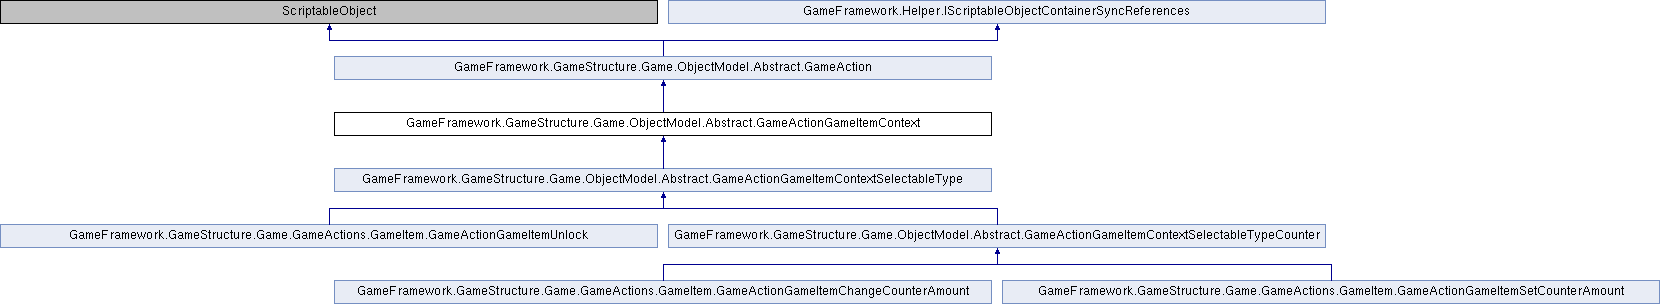 ScriptableObject
GameFramework.Helper.IScriptableObjectContainerSyncReferences
GameFramework.GameStructure.Game.ObjectModel.Abstract.GameAction
GameFramework.GameStructure.Game.ObjectModel.Abstract.GameActionGameItemContext
GameFramework.GameStructure.Game.ObjectModel.Abstract.GameActionGameItemContextSelectableType
GameFramework.GameStructure.Game.GameActions.GameItem.GameActionGameItemUnlock
GameFramework.GameStructure.Game.ObjectModel.Abstract.GameActionGameItemContextSelectableTypeCounter
GameFramework.GameStructure.Game.GameActions.GameItem.GameActionGameItemChangeCounterAmount
GameFramework.GameStructure.Game.GameActions.GameItem.GameActionGameItemSetCounterAmount